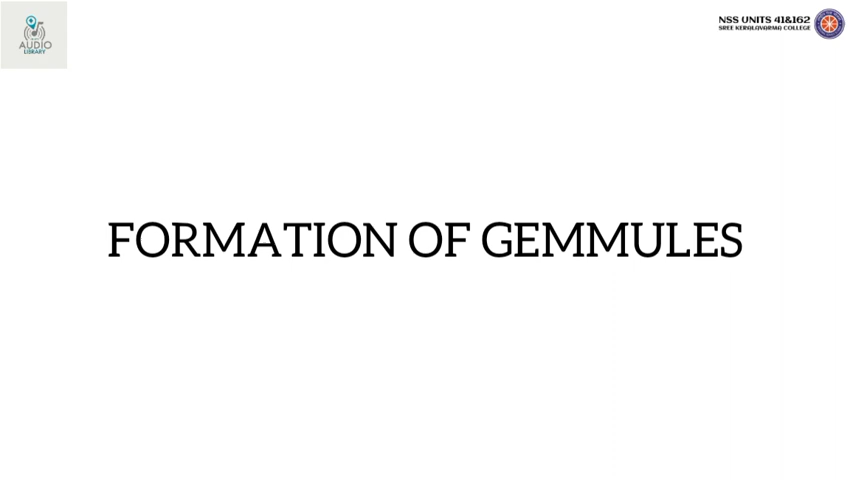 AUDIO
LIBRARY
NSS UNITS 41&162
SREE KERALAVARMA COLLEGE
FORMATION OF GEMMULES